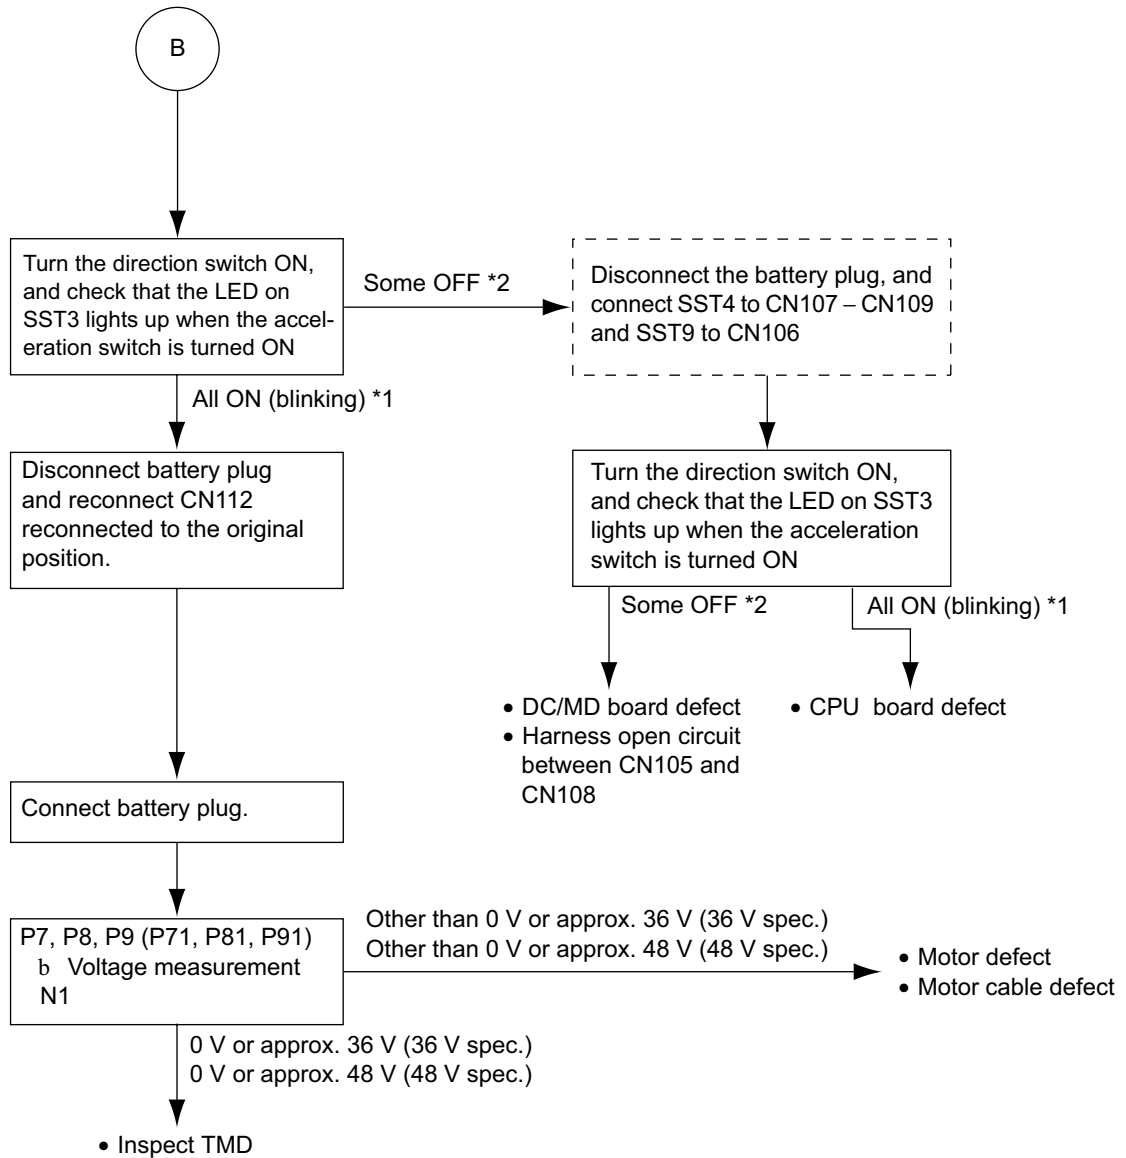 B
Turn the direction switch ON,
and check that the LED on
SST3 lights up when the accel-
eration switch is turned ON
Some OFF *2
Disconnect the battery plug, and
connect SST4 to CN107 – CN109
and SST9 to CN106
All ON (blinking) *1
Disconnect battery plug
and reconnect CN112
reconnected to the original
position.
Turn the direction switch ON,
and check that the LED on SST3
lights up when the acceleration
switch is turned ON
Some OFF *2
All ON (blinking) *1
• DC/MD board defect
• Harness open circuit
between CN105 and
CN108
• CPU board defect
Connect battery plug.
P7, P8, P9 (P71, P81, P91)
b Voltage measurement
N1
Other than 0 V or approx. 36 V (36 V spec.)
Other than 0 V or approx. 48 V (48 V spec.)
• Motor defect
• Motor cable defect
0 V or approx. 36 V (36 V spec.)
0 V or approx. 48 V (48 V spec.)
• Inspect TMD